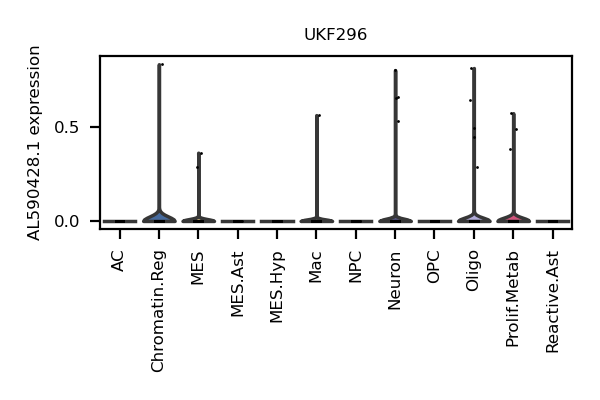 UKF296
AL590428.1 expression
0.5
0.0
AC
Chromatin.Reg
MES
MES.Ast
MES.Hyp
Mac
NPC
Neuron
OPC
Oligo
Prolif.Metab
Reactive.Ast